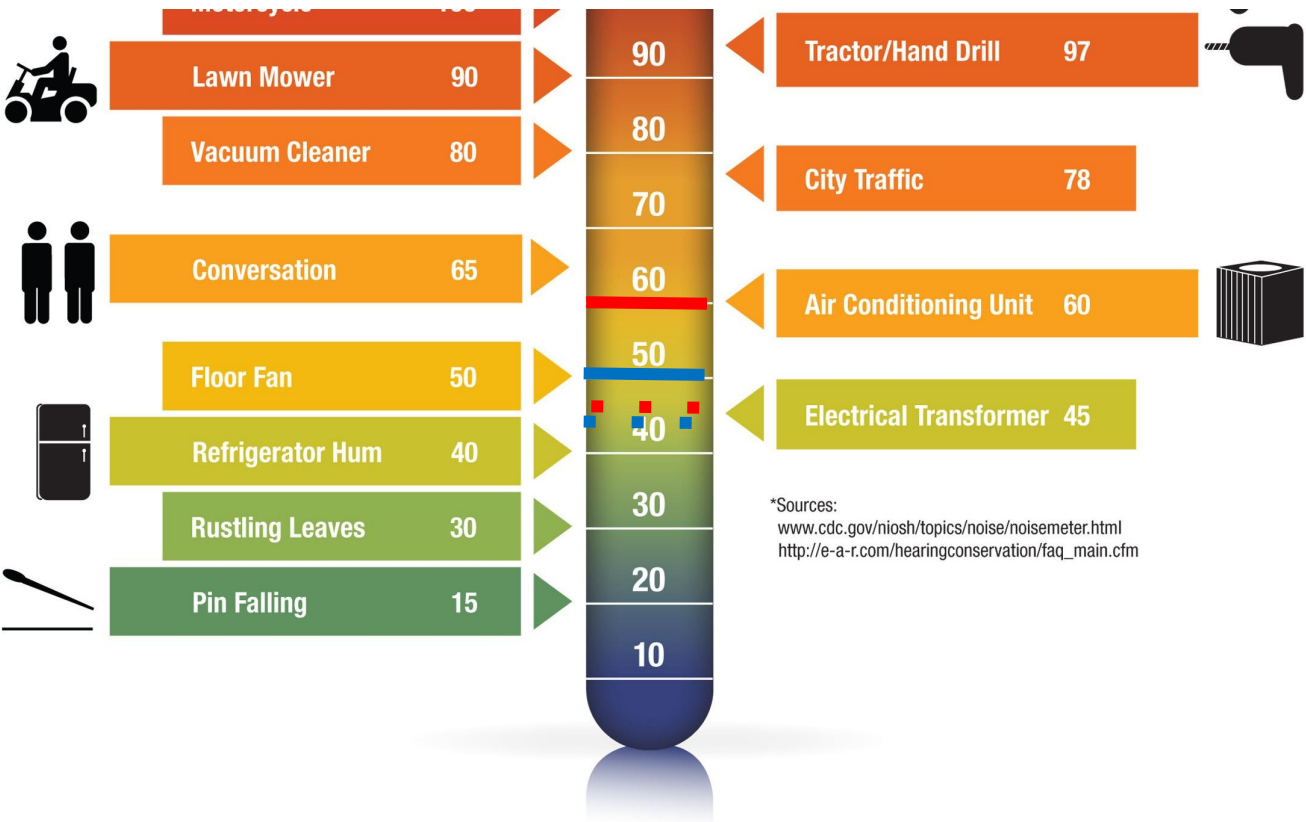 90
Tractor/Hand Drill 97
Lawn Mower 90
80
Vacuum Cleaner 80
City Traffic 78
70
Conversation 65
60
Air Conditioning Unit 60
50
Floor Fan 50
Electrical Transformer 45
40
Refrigerator Hum 40
30
Rustling Leaves 30
*Sources:
www.cdc.gov/niosh/topics/noise/noisemeter.html
http://e-a-r.com/hearingconservation/faq_main.cfm
20
Pin Falling 15
10